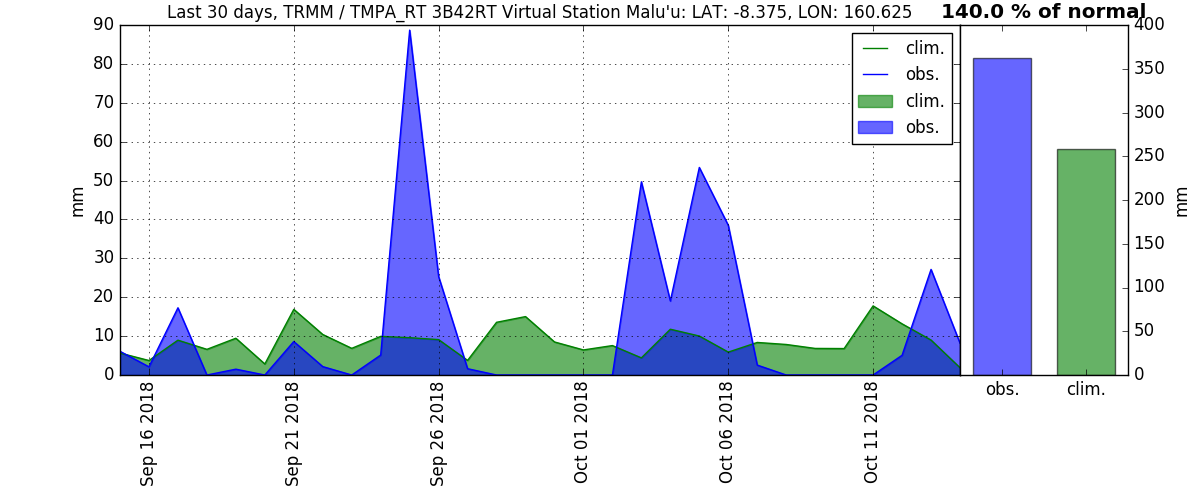 Last 30 days, TRMM / TMPA_RT 3B42RT Virtual Station Malu'u: LAT: -8.375, LON: 160.625
140.0 % of normal
90
80
70
60
50
40
30
20
10
0
mm
clim.
obs.
clim.
obs.
Sep 16 2018
Sep 21 2018
Sep 26 2018
Oct 01 2018
Oct 06 2018
Oct 11 2018
400
350
300
250
200
150
100
50
0
mm
obs.
clim.